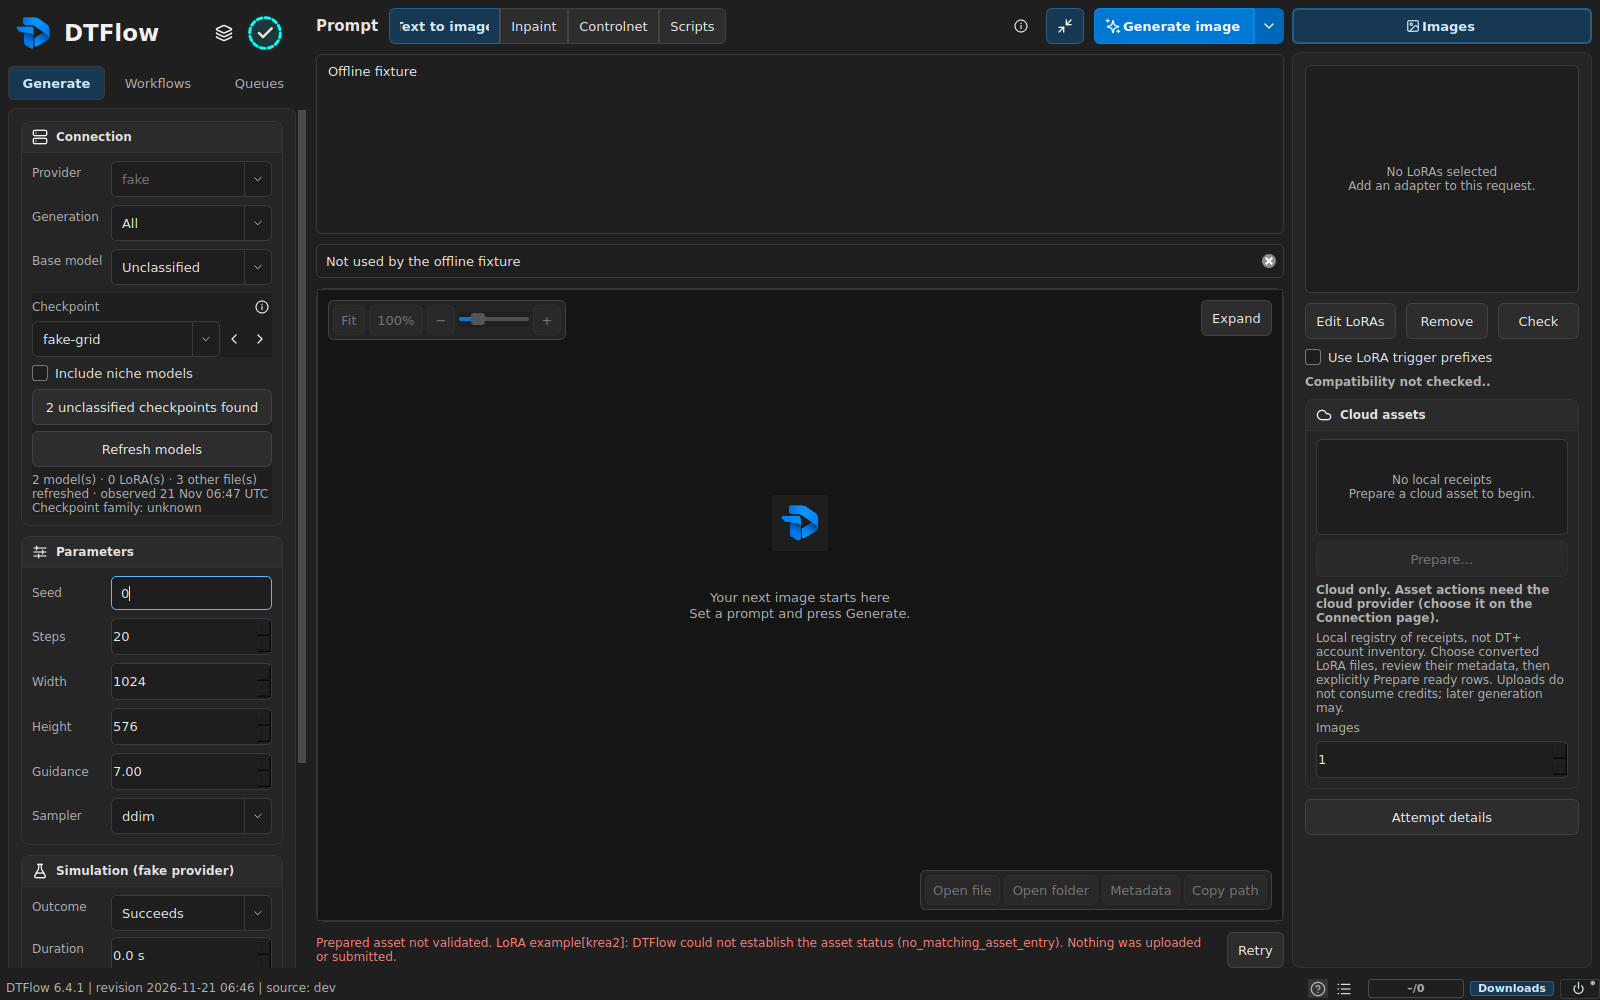 DTFlow
Generate
Workflows
Queues
Connection
Provider
fake
Generation
All
Base model
Unclassified
Checkpoint
fake-grid
Include niche models
2 unclassified checkpoints found
Refresh models
2 model(s) · 0 LoRA(s) · 3 other file(s)
refreshed · observed 21 Nov 06:47 UTC
Checkpoint family: unknown
Parameters
Seed
0
Steps
20
Width
1024
Height
576
Guidance
7.00
Sampler
ddim
Simulation (fake provider)
Outcome
Succeeds
Duration
0.0 s
Prompt
Text to image
Inpaint
Controlnet
Scripts
Generate image
Offline fixture
Not used by the offline fixture
Fit
100%
−
+
Expand
Your next image starts here
Set a prompt and press Generate.
Open file
Open folder
Metadata
Copy path
Prepared asset not validated. LoRA example[krea2]: DTFlow could not establish the asset status (no_matching_asset_entry). Nothing was uploaded
or submitted.
Retry
Images
No LoRAs selected
Add an adapter to this request.
Edit LoRAs
Remove
Check
Use LoRA trigger prefixes
Compatibility not checked..
Cloud assets
No local receipts
Prepare a cloud asset to begin.
Prepare...
Cloud only. Asset actions need the
cloud provider (choose it on the
Connection page).
Local registry of receipts, not DT+
account inventory. Choose converted
LoRA files, review their metadata, then
explicitly Prepare ready rows. Uploads do
not consume credits; later generation
may.
Images
1
Attempt details
DTFlow 6.4.1 | revision 2026-11-21 06:46 | source: dev
-/0
Downloads